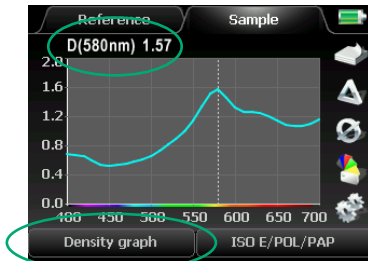 Reference
Sample
D(580nm) 1.57
2.0
1.6
1.2
0.8
0.4
0.0
400 450 500 550 600 650 700
Density graph
ISO E/POL/PAP